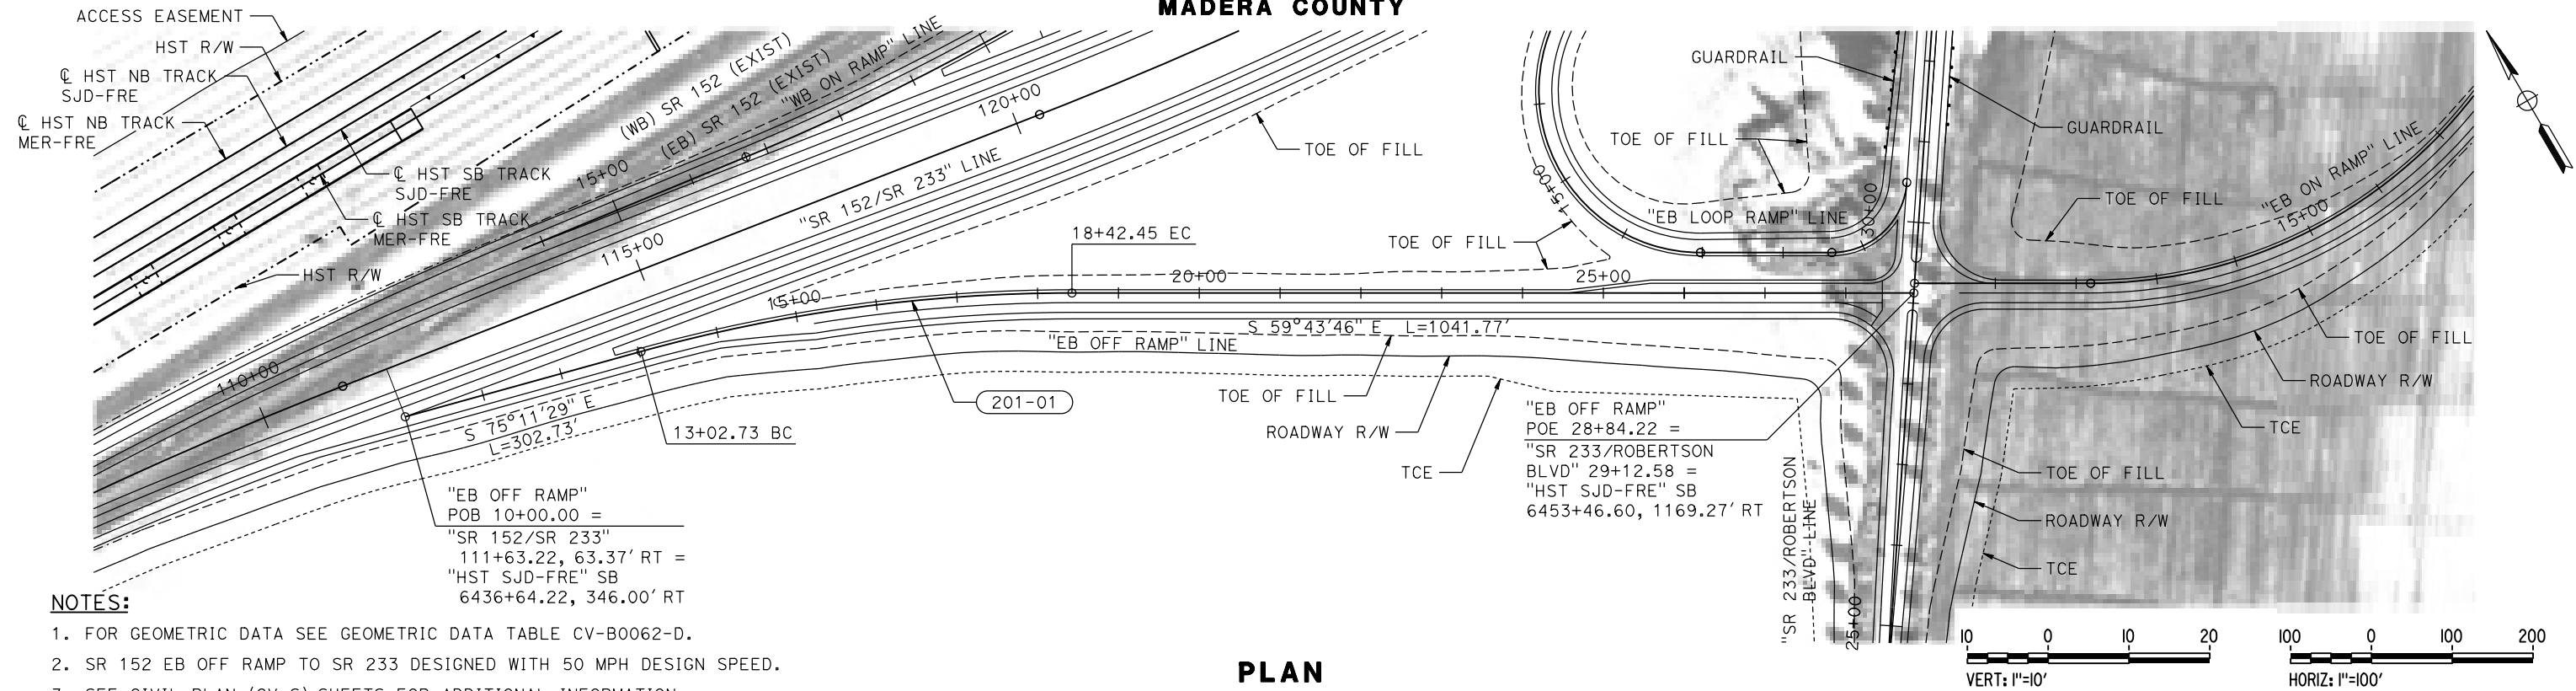 MADERA COUNTY
ACCESS EASEMENT
HST R/W
℄ HST NB TRACK
SJD-FRE
℄ HST NB TRACK
MER-FRE
℄ HST SB TRACK
SJD-FRE
℄ HST SB TRACK
MER-FRE
HST R/W
(WB) SR 152 (EXIST)
(EB) SR 152 (EXIST)
"WB ON RAMP" LINE
15+00
110+00
115+00
120+00
"SR 152/SR 233" LINE
TOE OF FILL
18+42.45 EC
15+00
20+00
25+00
S 59°43'46" E L=1041.77'
"EB OFF RAMP" LINE
201-01
13+02.73 BC
S 75°11'29" E
L=302.73'
"EB OFF RAMP"
POB 10+00.00 =
"SR 152/SR 233"
111+63.22, 63.37' RT =
"HST SJD-FRE" SB
6436+64.22, 346.00' RT
TOE OF FILL
ROADWAY R/W
TCE
TOE OF FILL
GUARDRAIL
TOE OF FILL
"EB LOOP RAMP" LINE
30+00
GUARDRAIL
TOE OF FILL
"EB ON RAMP" LINE
15+00
TOE OF FILL
ROADWAY R/W
TCE
"EB OFF RAMP"
POE 28+84.22 =
"SR 233/ROBERTSON
BLVD" 29+12.58 =
"HST SJD-FRE" SB
6453+46.60, 1169.27' RT
"SR 233/ROBERTSON
BLVD" LINE
25+00
TOE OF FILL
ROADWAY R/W
TCE
NOTES:
1. FOR GEOMETRIC DATA SEE GEOMETRIC DATA TABLE CV-B0062-D.
2. SR 152 EB OFF RAMP TO SR 233 DESIGNED WITH 50 MPH DESIGN SPEED.
PLAN
10 0 10 20
VERT: 1"=10'
100 0 100 200
HORIZ: 1"=100'